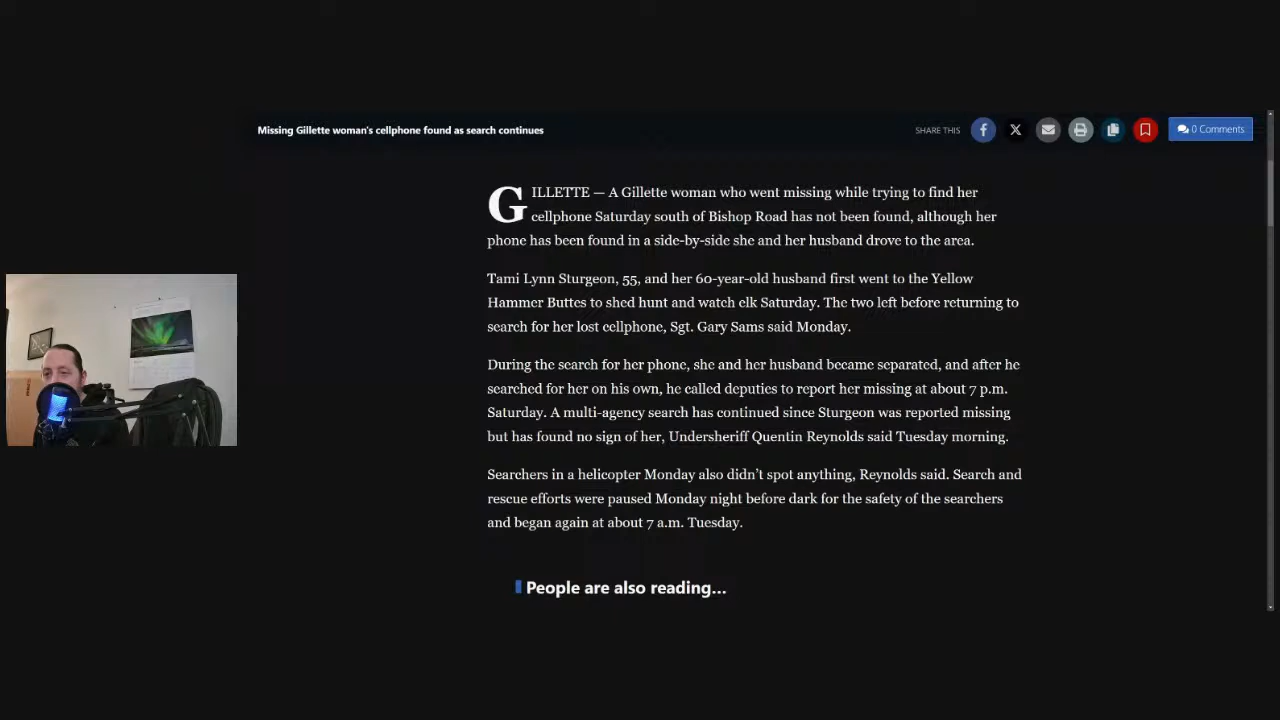 Missing Gillette woman's cellphone found as search continues
SHARE THIS
0 Comments
GILLETTE — A Gillette woman who went missing while trying to find her
cellphone Saturday south of Bishop Road has not been found, although her
phone has been found in a side-by-side she and her husband drove to the area.
Tami Lynn Sturgeon, 55, and her 60-year-old husband first went to the Yellow
Hammer Buttes to shed hunt and watch elk Saturday. The two left before returning to
search for her lost cellphone, Sgt. Gary Sams said Monday.
During the search for her phone, she and her husband became separated, and after he
searched for her on his own, he called deputies to report her missing at about 7 p.m.
Saturday. A multi-agency search has continued since Sturgeon was reported missing
but has found no sign of her, Undersheriff Quentin Reynolds said Tuesday morning.
Searchers in a helicopter Monday also didn't spot anything, Reynolds said. Search and
rescue efforts were paused Monday night before dark for the safety of the searchers
and began again at about 7 a.m. Tuesday.
People are also reading…